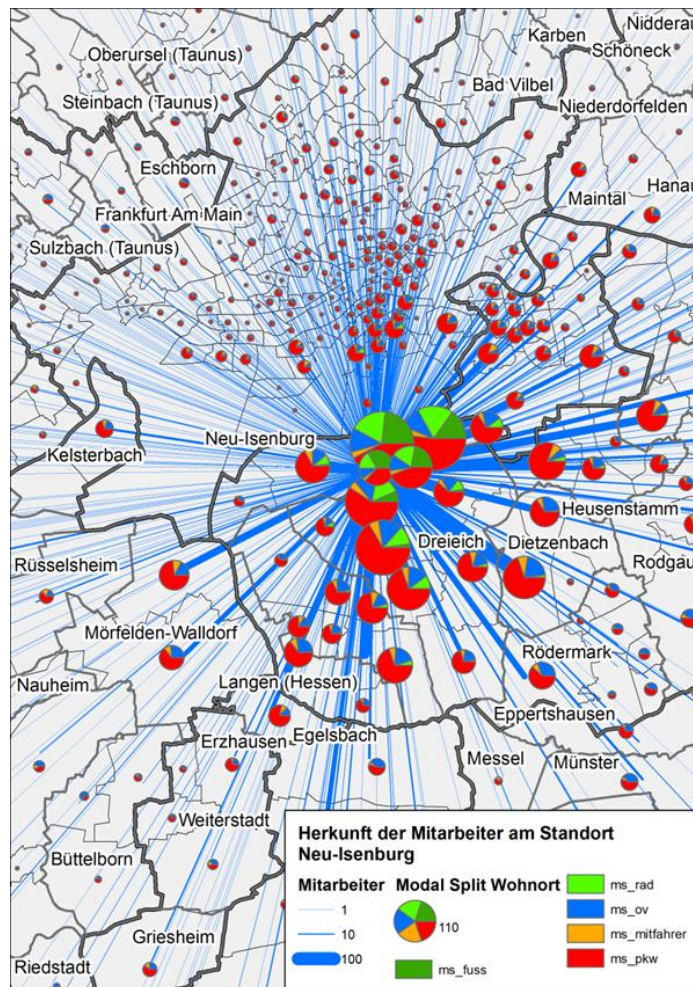 Nidderau
Karben
Schöneck
Oberursel (Taunus)
Bad Vilbel
Steinbach (Taunus)
Niederdorfelden
Eschborn
Hanau
Maintal
Frankfurt Am Main
Sulzbach (Taunus)
Neu-Isenburg
Kelsterbach
Heusenstamm
Dreieich
Dietzenbach
Rüsselsheim
Rodgau
Mörfelden-Walldorf
Rödermark
Nauheim
Langen (Hessen)
Eppertshausen
Egelsbach
Erzhausen
Messel
Münster
Weiterstadt
Büttelborn
Griesheim
Riedstadt
Herkunft der Mitarbeiter am Standort
Neu-Isenburg
Mitarbeiter
1
10
100
Modal Split Wohnort
110
ms_fuss
ms_rad
ms_ov
ms_mitfahrer
ms_pkw